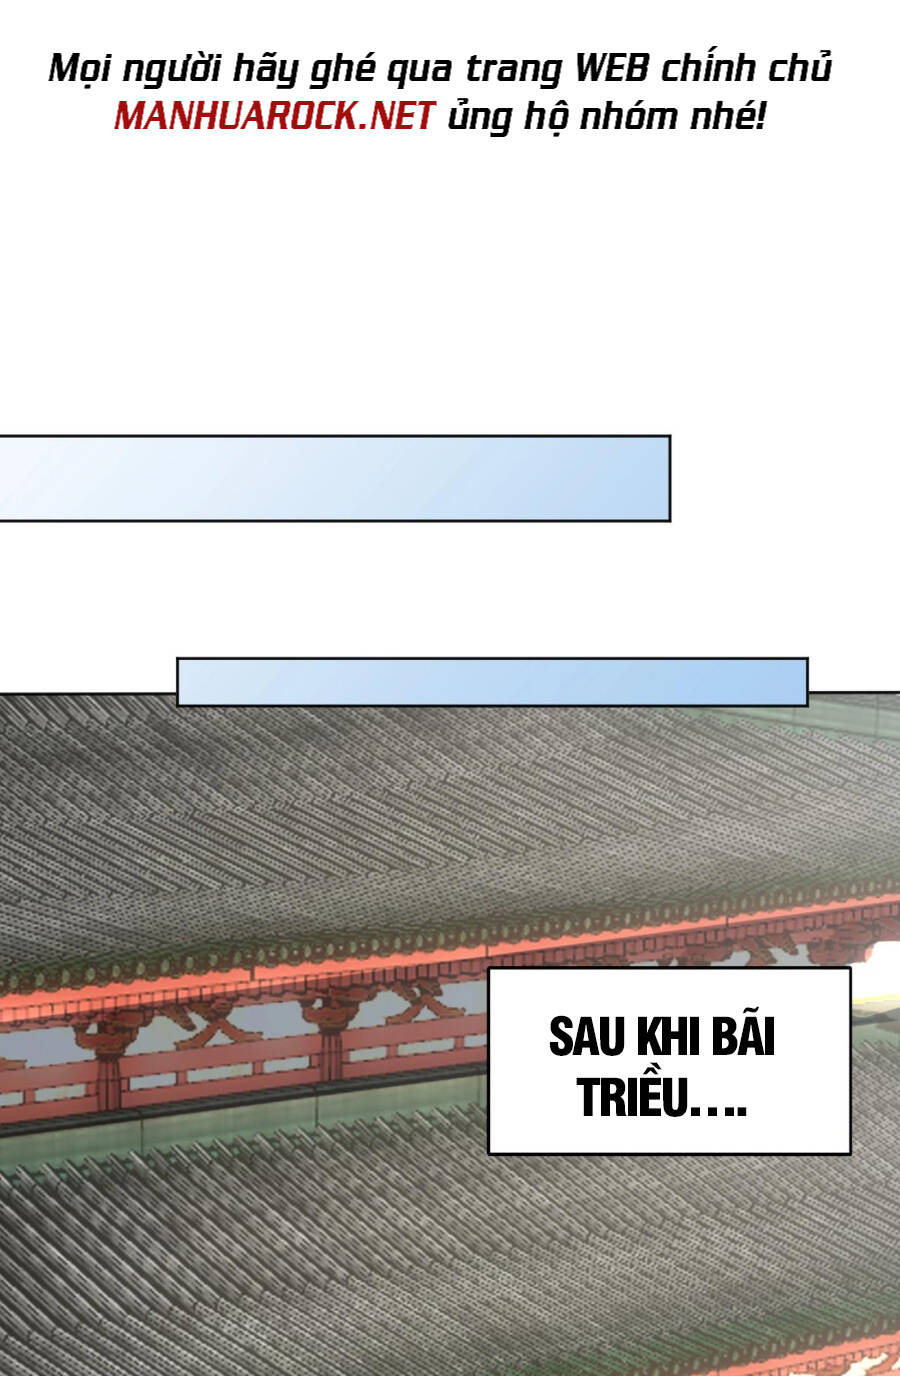 Mọi người hãy ghé qua trang WEB chính chủ
MANHUAROCK.NET ủng hộ nhóm nhé!
SAU KHI BÃI
TRIỀU....